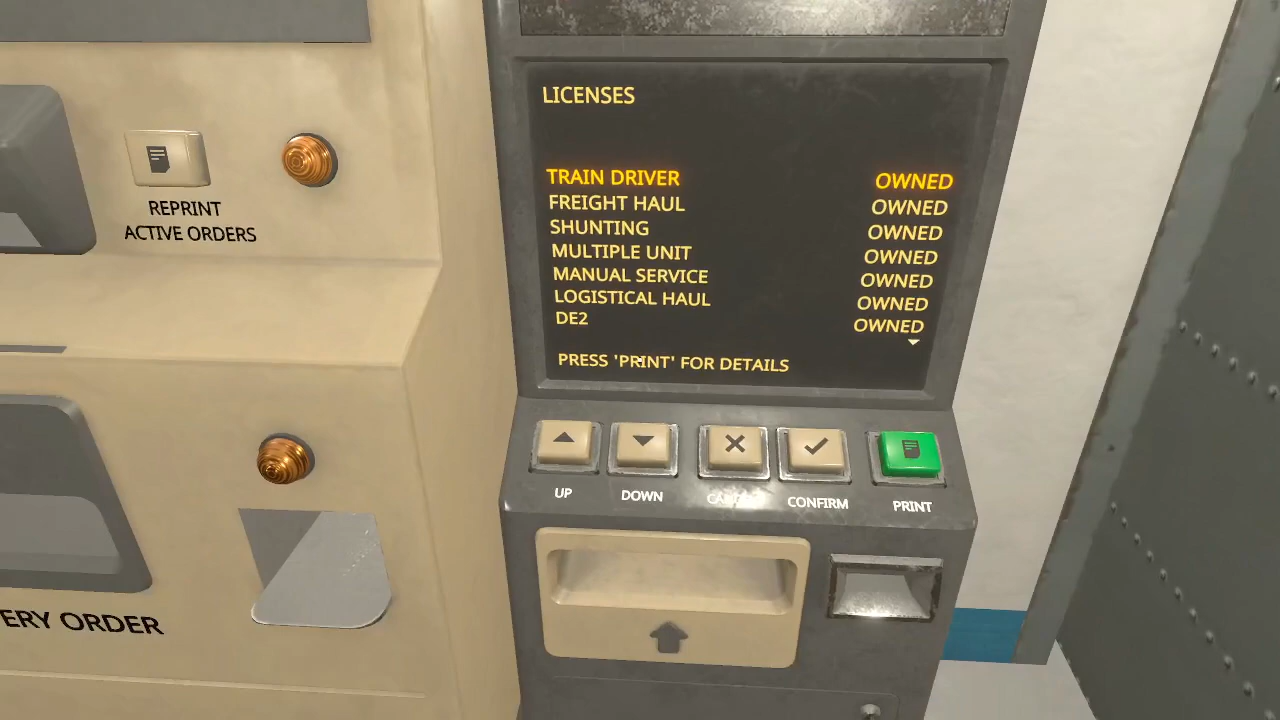 REPRINT
ACTIVE ORDERS
ERY ORDER
LICENSES
TRAIN DRIVER OWNED
FREIGHT HAUL OWNED
SHUNTING OWNED
MULTIPLE UNIT OWNED
MANUAL SERVICE OWNED
LOGISTICAL HAUL OWNED
DE2 OWNED
PRESS 'PRINT' FOR DETAILS
UP
DOWN
CANCEL
CONFIRM
PRINT